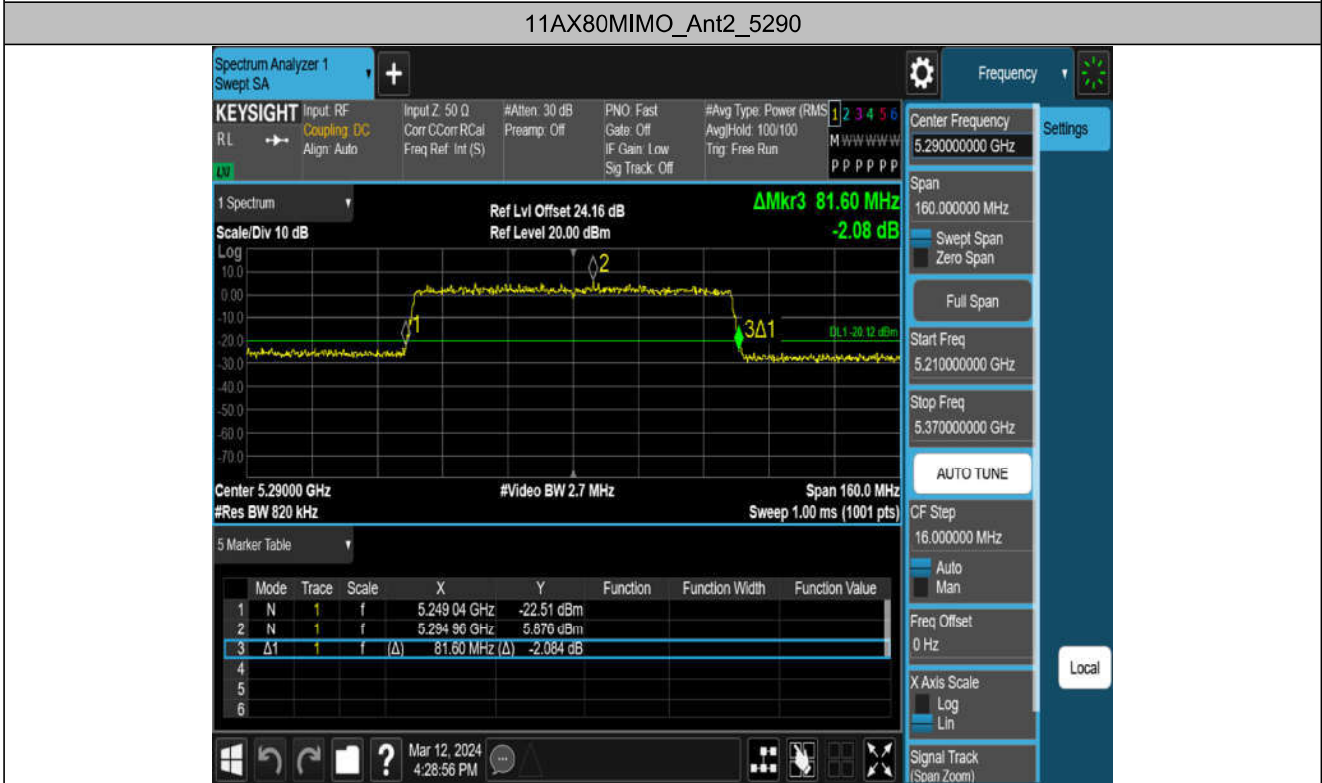 11AX80MIMO_Ant2_5290
Spectrum Analyzer 1
Swept SA
+
Frequency
KEYSIGHT
RL
LXI
Input: RF
Coupling: DC
Align: Auto
Input Z: 50 Ω
Corr CCorr RCal
Freq Ref: Int (S)
#Atten: 30 dB
Preamp: Off
PNO: Fast
Gate: Off
IF Gain: Low
Sig Track: Off
#Avg Type: Power (RMS
Avg|Hold: 100/100
Trig: Free Run
1 2 3 4 5 6
M W W W W W
P P P P P P
1 Spectrum
Scale/Div 10 dB
Ref Lvl Offset 24.16 dB
Ref Level 20.00 dBm
ΔMkr3 81.60 MHz
-2.08 dB
Log
10.0
0.00
-10.0
-20.0
-30.0
-40.0
-50.0
-60.0
-70.0
1
2
3Δ1
DL1 -20.12 dBm
Center 5.29000 GHz
#Res BW 820 kHz
#Video BW 2.7 MHz
Span 160.0 MHz
Sweep 1.00 ms (1001 pts)
5 Marker Table
Mode Trace Scale X Y Function Function Width Function Value
1 N 1 f 5.249 04 GHz -22.51 dBm
2 N 1 f 5.294 96 GHz 5.876 dBm
3 Δ1 1 f (Δ) 81.60 MHz (Δ) -2.084 dB
4
5
6
Mar 12, 2024
4:28:56 PM
?
Center Frequency
5.290000000 GHz
Settings
Span
160.000000 MHz
Swept Span
Zero Span
Full Span
Start Freq
5.210000000 GHz
Stop Freq
5.370000000 GHz
AUTO TUNE
CF Step
16.000000 MHz
Auto
Man
Freq Offset
0 Hz
X Axis Scale
Log
Lin
Local
Signal Track
(Span Zoom)